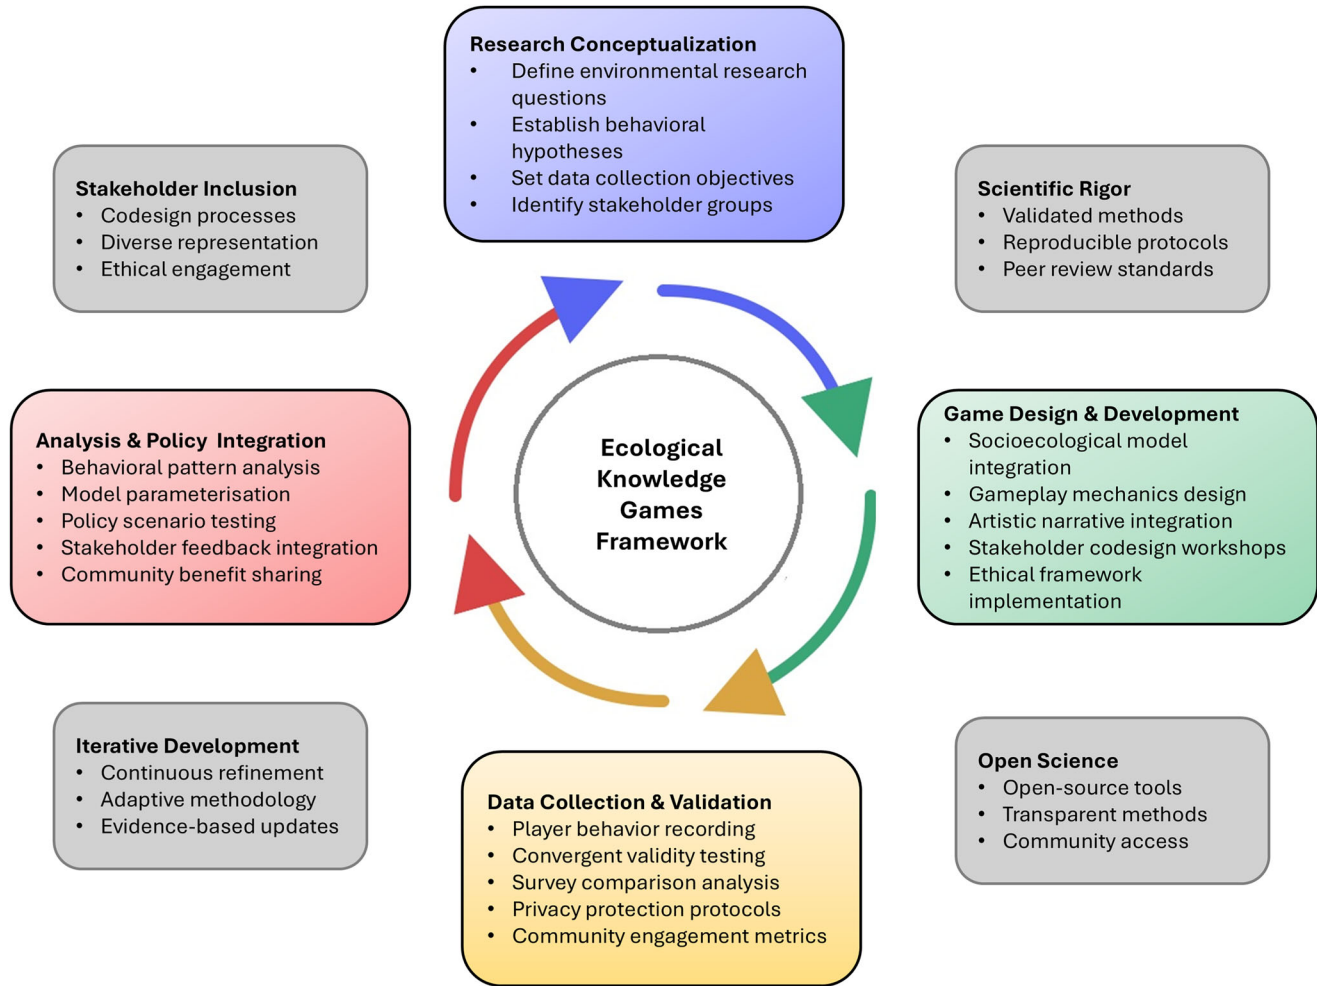 Research Conceptualization
• Define environmental research
questions
• Establish behavioral
hypotheses
• Set data collection objectives
• Identify stakeholder groups
Stakeholder Inclusion
• Codesign processes
• Diverse representation
• Ethical engagement
Scientific Rigor
• Validated methods
• Reproducible protocols
• Peer review standards
Analysis & Policy Integration
• Behavioral pattern analysis
• Model parameterisation
• Policy scenario testing
• Stakeholder feedback integration
• Community benefit sharing
Ecological
Knowledge
Games
Framework
Game Design & Development
• Socioecological model
integration
• Gameplay mechanics design
• Artistic narrative integration
• Stakeholder codesign workshops
• Ethical framework
implementation
Iterative Development
• Continuous refinement
• Adaptive methodology
• Evidence-based updates
Data Collection & Validation
• Player behavior recording
• Convergent validity testing
• Survey comparison analysis
• Privacy protection protocols
• Community engagement metrics
Open Science
• Open-source tools
• Transparent methods
• Community access